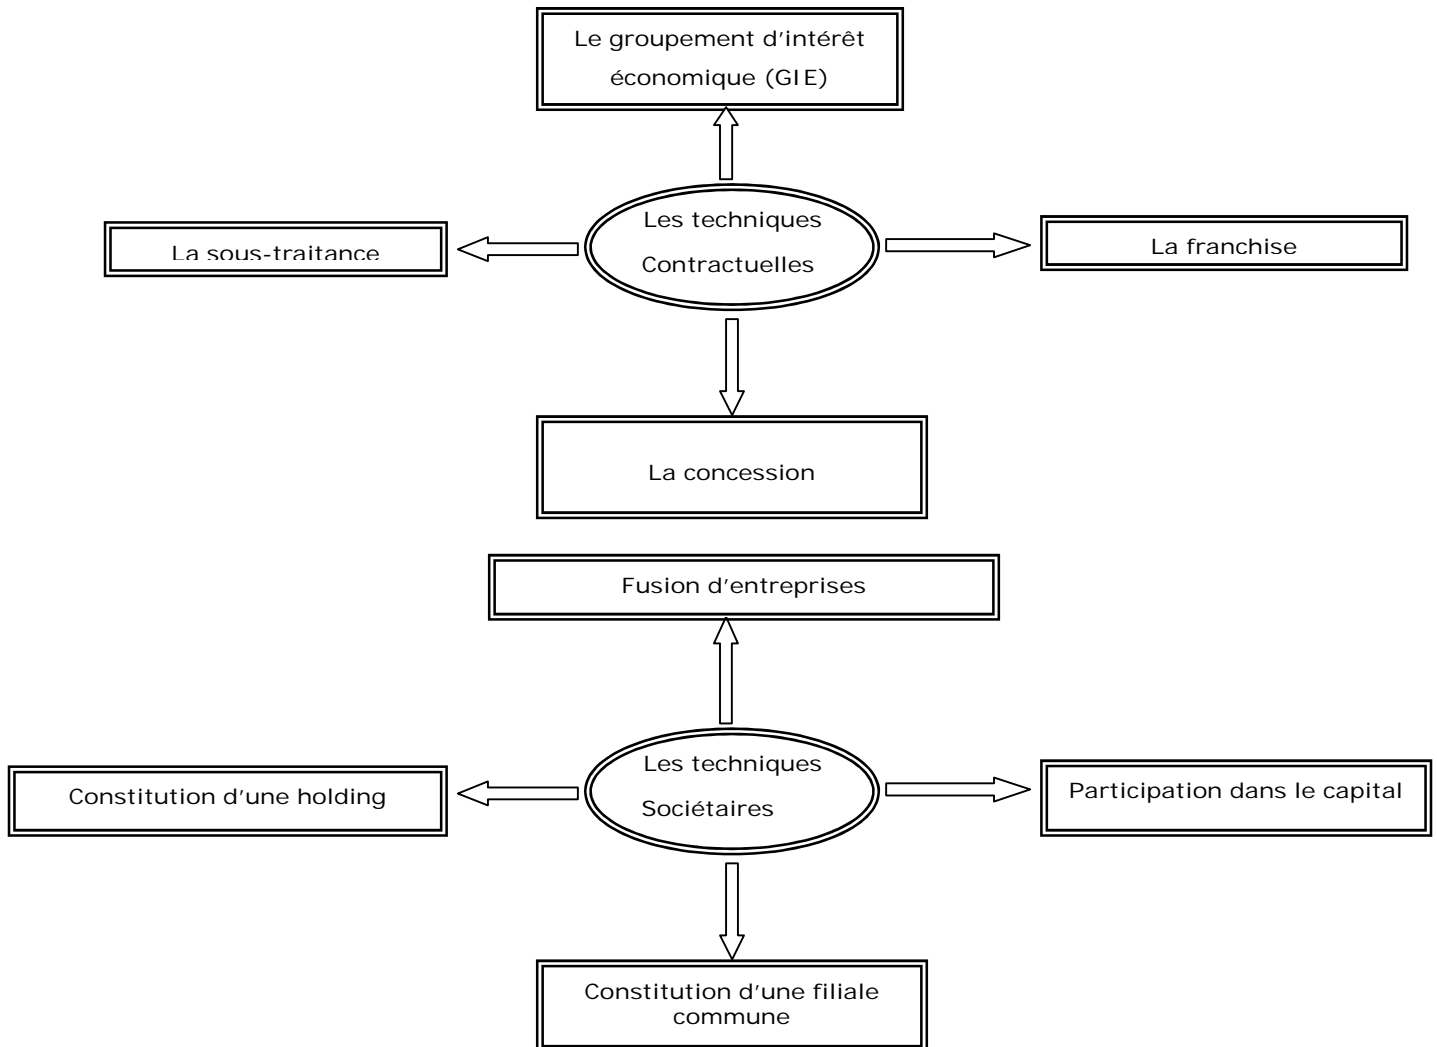 Le groupement d'intérêt
économique (GIE)
Les techniques
Contractuelles
La sous-traitance
La franchise
La concession
Fusion d'entreprises
Les techniques
Sociétaires
Constitution d'une holding
Participation dans le capital
Constitution d'une filiale
commune